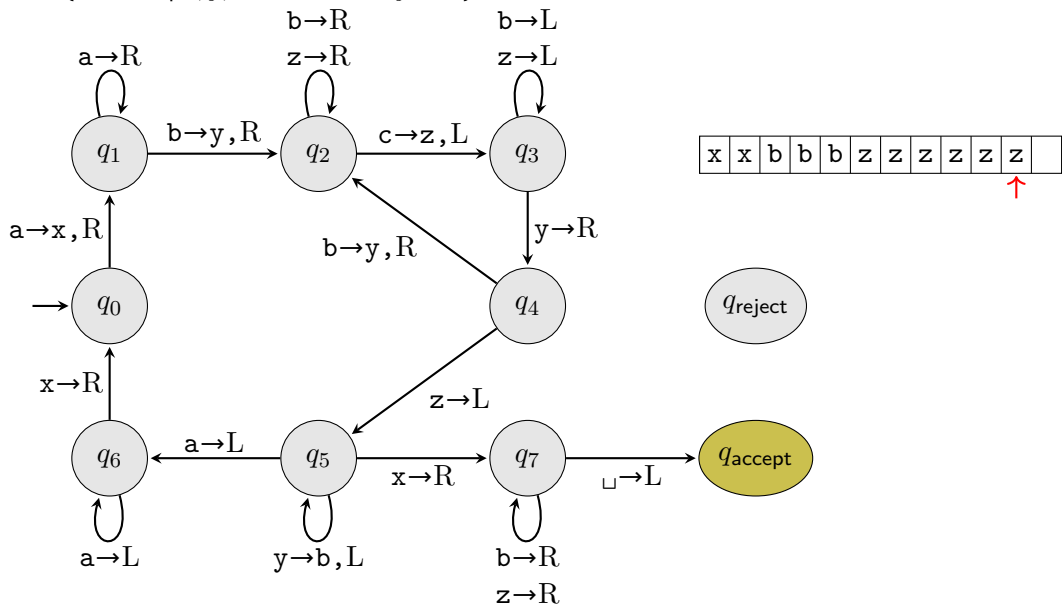 b→R
b→L
a→R
z→R
z→L
q1
b→y,R
q2
c→z,L
q3
x x b b b z z z z z z
a→x,R
b→y,R
y→R
q0
q4
qreject
x→R
z→L
q6
a→L
q5
x→R
q7
␣→L
qaccept
a→L
y→b,L
b→R
z→R